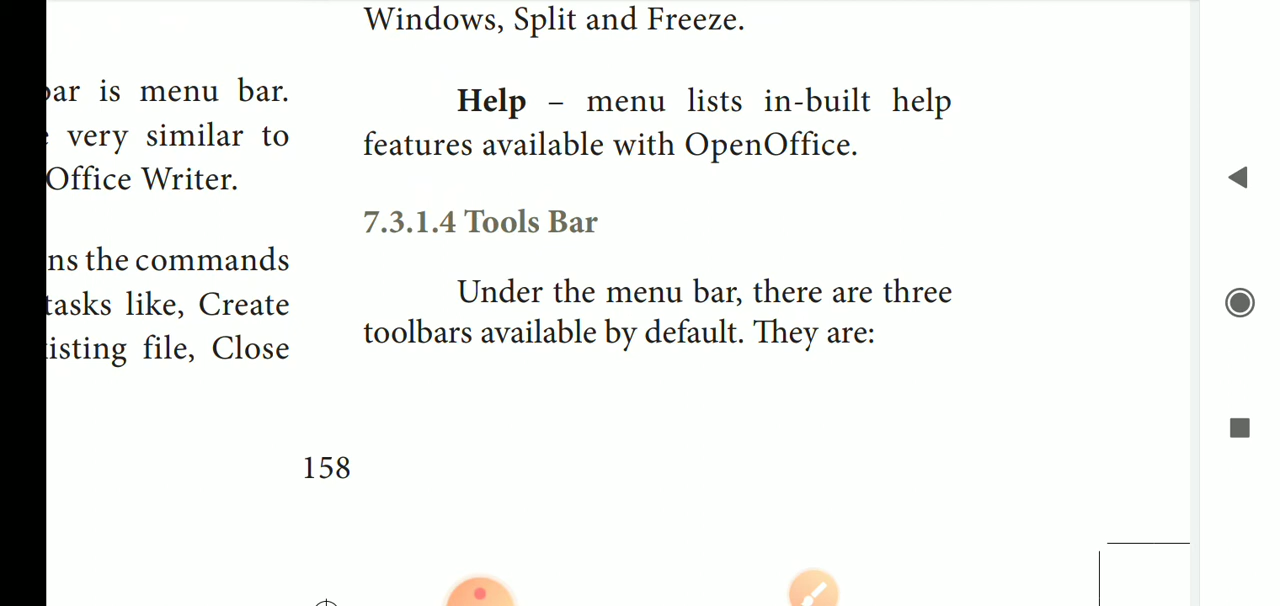 bar is menu bar.
very similar to
Office Writer.
ns the commands
tasks like, Create
isting file, Close
Windows, Split and Freeze.
Help – menu lists in-built help
features available with OpenOffice.
7.3.1.4 Tools Bar
Under the menu bar, there are three
toolbars available by default. They are:
158